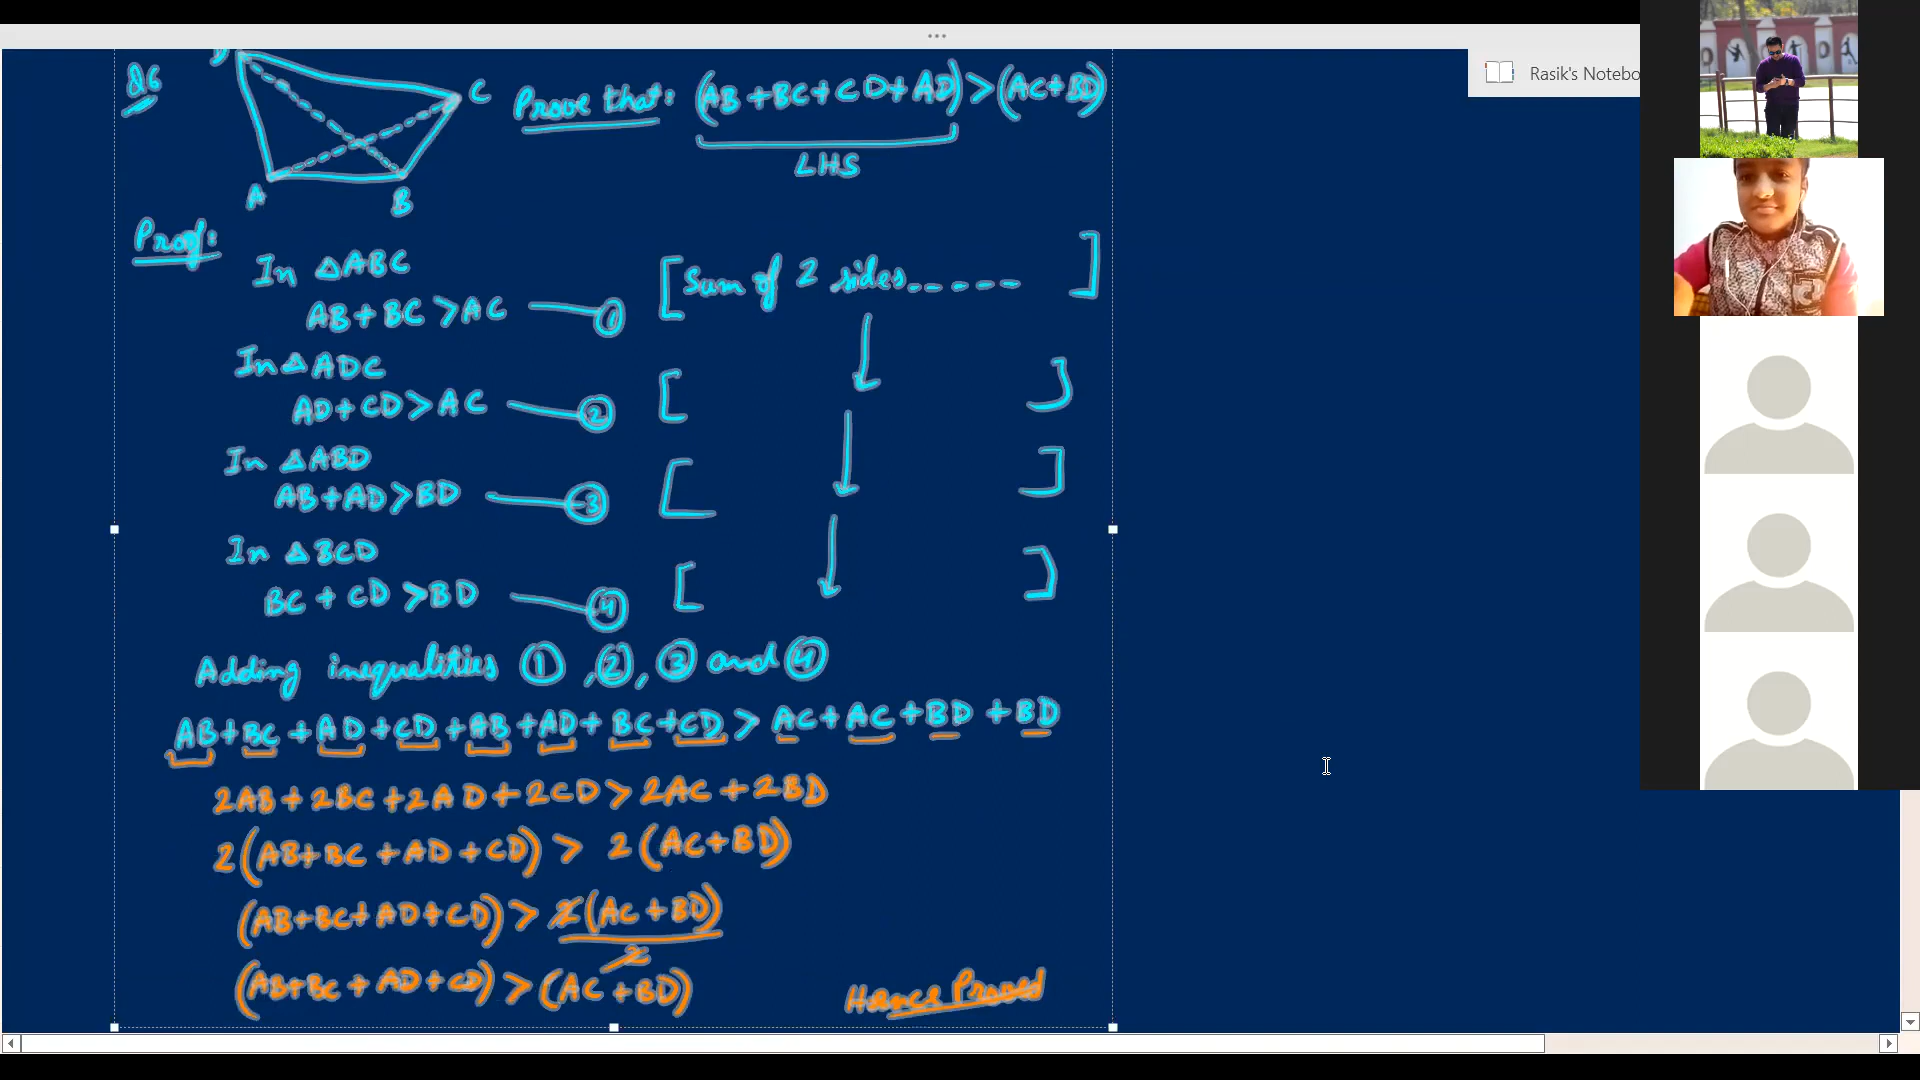 Q6
D
C
A
B
Prove that: (AB+BC+CD+AD)>(AC+BD)
LHS
Rasik's Notebo
Proof:
In △ABC
AB+BC>AC — ① [Sum of 2 sides------ ]
In △ADC
AD+CD>AC — ② [ ]
In △ABD
AB+AD>BD — ③ [ ]
In △BCD
BC+CD>BD — ④ [ ]
Adding inequalities ①, ②, ③ and ④
AB+BC+AD+CD+AB+AD+BC+CD > AC+AC+BD+BD
2AB+2BC+2AD+2CD>2AC+2BD
2(AB+BC+AD+CD) > 2(AC+BD)
(AB+BC+AD+CD) > 2(AC+BD)
2
(AB+BC+AD+CD) > (AC+BD)
Hence Proved